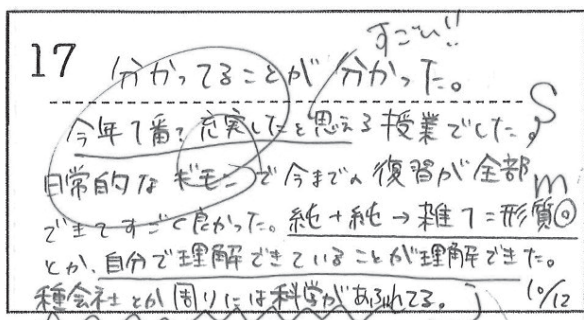 すごい!!
17 分かってることが分かった。
今年1番?充実したと思える授業でした。 S
日常的なギモンで今までの復習が全部 m
できてすごく良かった。純+純→雑1=形質◎
とか、自分で理解できていることが理解できた。
種会社とか周りには科学があふれてる。 10/12